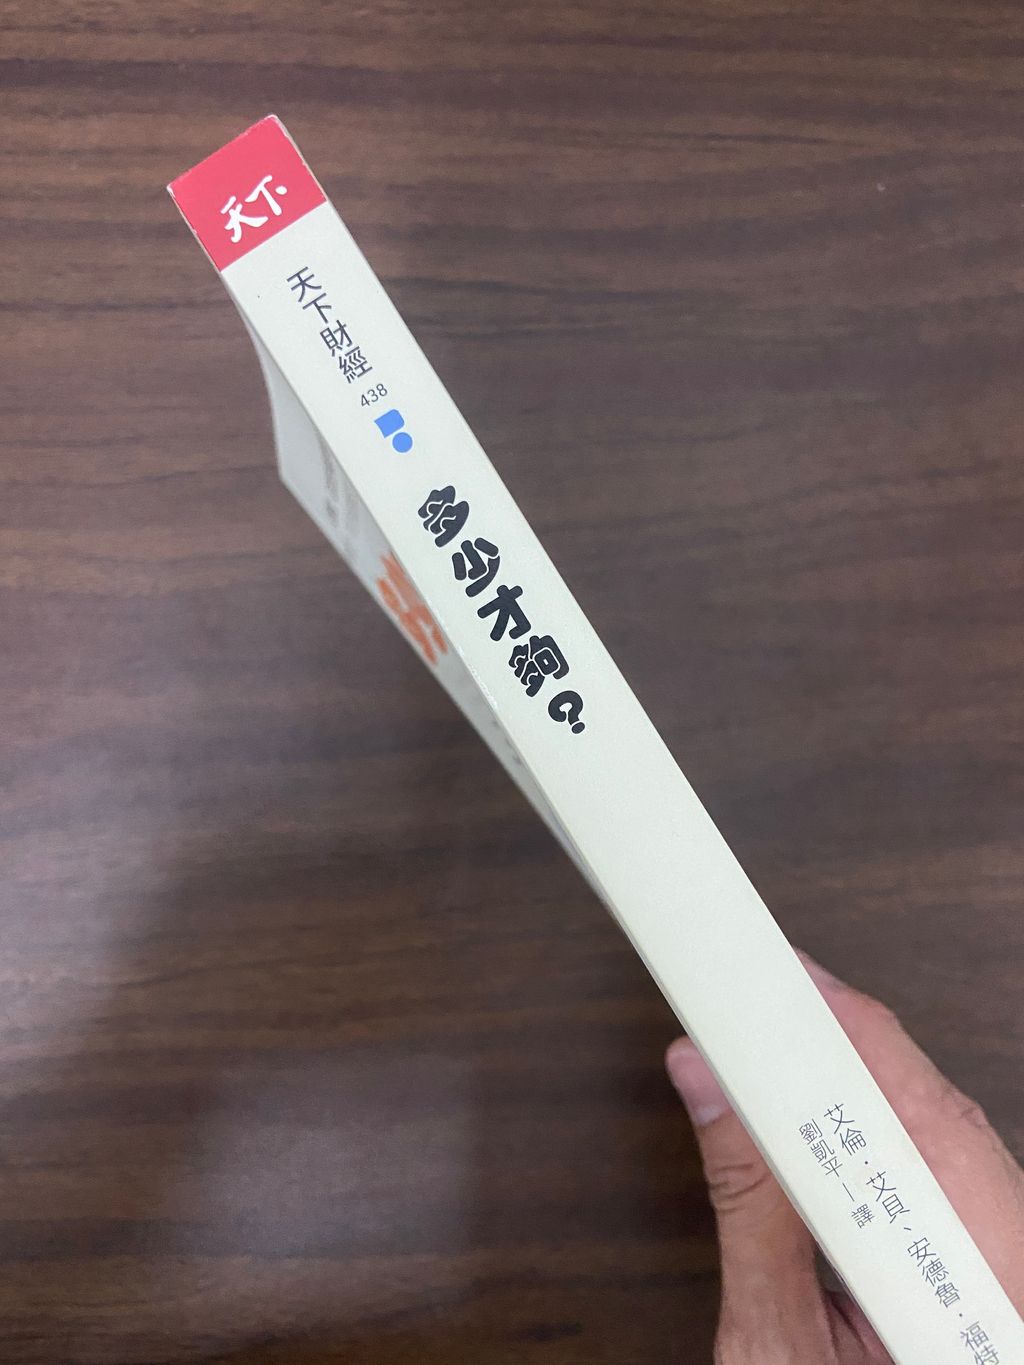 天下
天下財經
438
多少才夠？
艾倫．艾貝、安德魯．福特
劉凱平｜譯